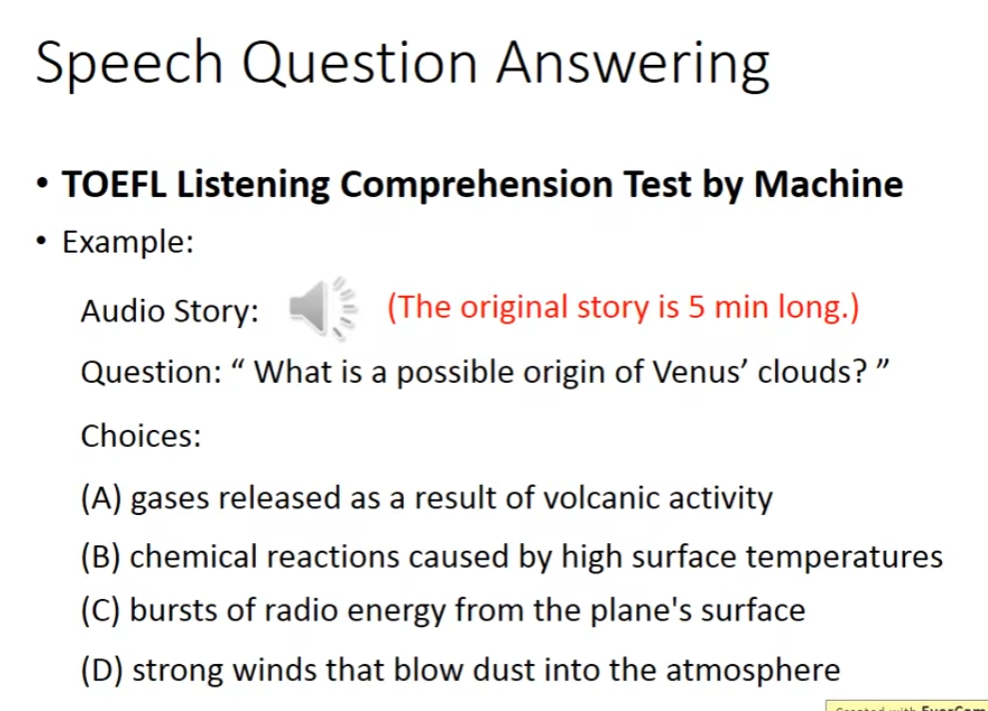 Speech Question Answering
• TOEFL Listening Comprehension Test by Machine
• Example:
Audio Story: (The original story is 5 min long.)
Question: “ What is a possible origin of Venus’ clouds? ”
Choices:
(A) gases released as a result of volcanic activity
(B) chemical reactions caused by high surface temperatures
(C) bursts of radio energy from the plane's surface
(D) strong winds that blow dust into the atmosphere